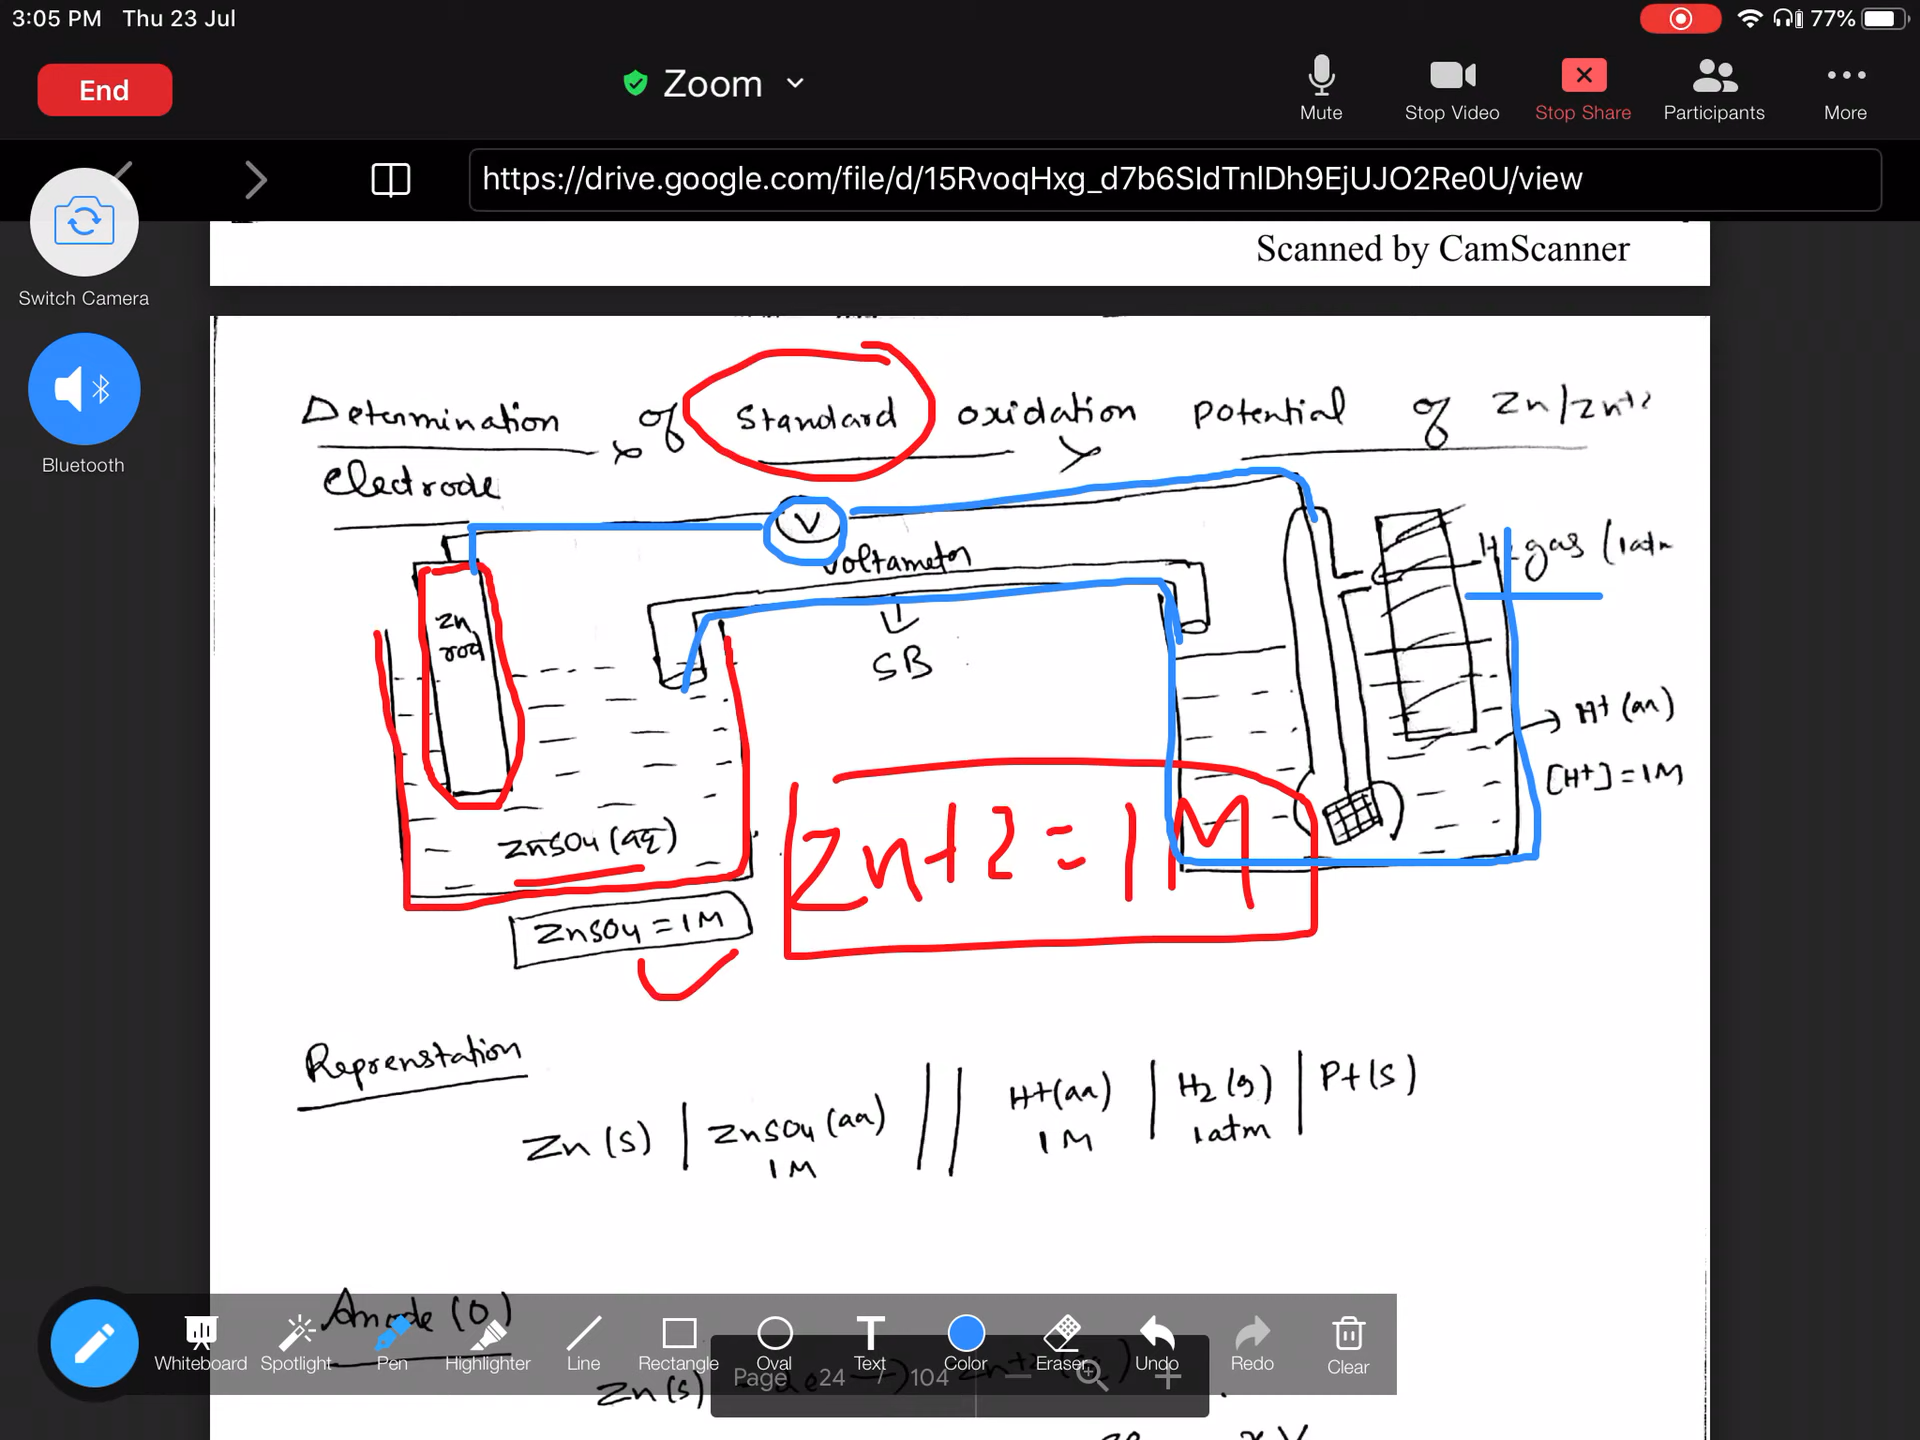 3:05 PM Thu 23 Jul
77%
End
Zoom
Mute
Stop Video
Stop Share
Participants
More
https://drive.google.com/file/d/15RvoqHxg_d7b6SIdTnlDh9EjUJO2Re0U/view
Switch Camera
Bluetooth
Scanned by CamScanner
Determination of Standard oxidation Potential of Zn/Zn+2
electrode
V
Voltameter
H2 gas (1atm
Zn
rod
SB
H+ (aq)
[H+] = 1M
ZnSO4 (aq)
Zn+2 = 1M
ZnSO4 = 1M
Reprenstation
Zn (s) | ZnSO4 (aq) || H+(aq) | H2 (g) | Pt(s)
1M 1M 1atm
Anode (O)
Whiteboard
Spotlight
Pen
Highlighter
Line
Rectangle
Oval
Text
Color
Eraser
Undo
Redo
Clear
Page 24 / 104
Zn (s)